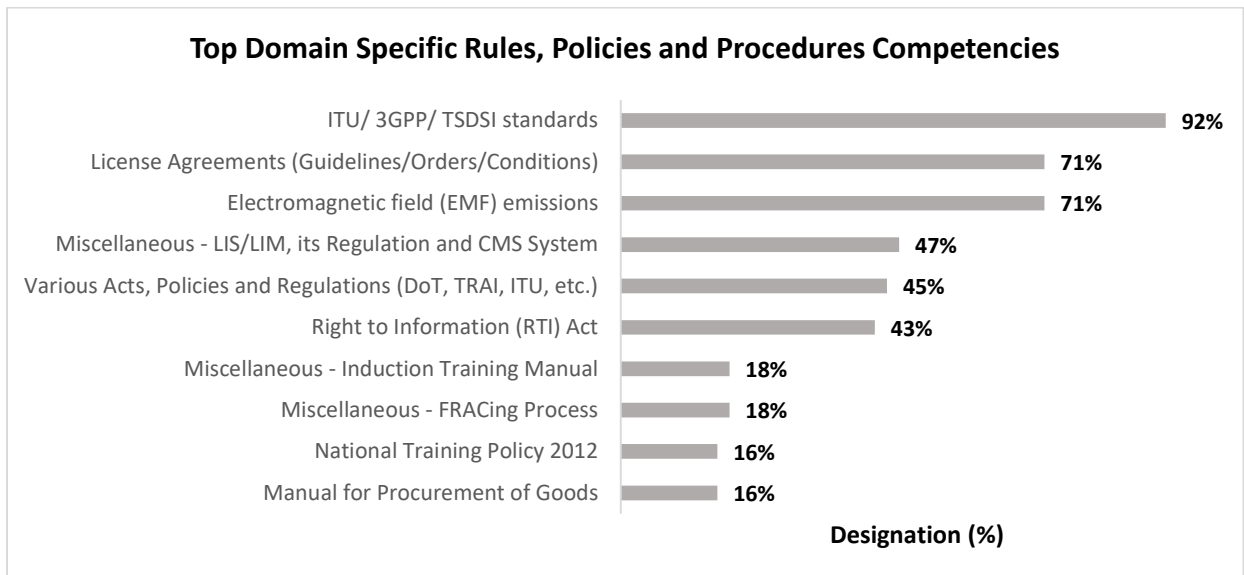 Top Domain Specific Rules, Policies and Procedures Competencies
ITU/ 3GPP/ TSDSI standards 92%
License Agreements (Guidelines/Orders/Conditions) 71%
Electromagnetic field (EMF) emissions 71%
Miscellaneous - LIS/LIM, its Regulation and CMS System 47%
Various Acts, Policies and Regulations (DoT, TRAI, ITU, etc.) 45%
Right to Information (RTI) Act 43%
Miscellaneous - Induction Training Manual 18%
Miscellaneous - FRACing Process 18%
National Training Policy 2012 16%
Manual for Procurement of Goods 16%
Designation (%)